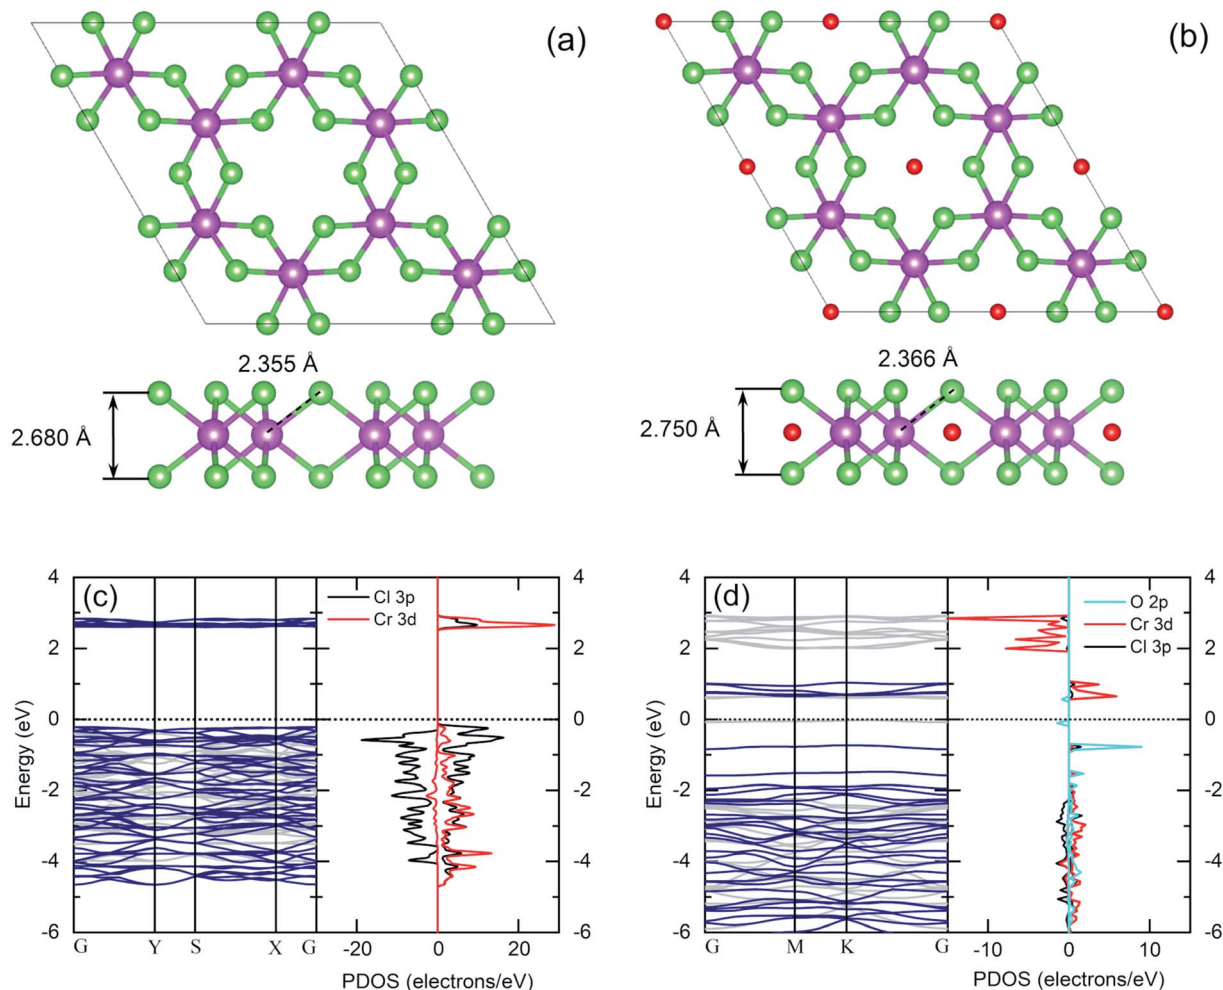 (a)
(b)
2.355 Å
2.680 Å
2.366 Å
2.750 Å
(c)
Energy (eV)
4
2
0
-2
-4
-6
G Y S X G
Cl 3p
Cr 3d
4
2
0
-2
-4
-6
-20 0 20
PDOS (electrons/eV)
(d)
Energy (eV)
4
2
0
-2
-4
-6
G M K G
O 2p
Cr 3d
Cl 3p
4
2
0
-2
-4
-6
-10 0 10
PDOS (electrons/eV)